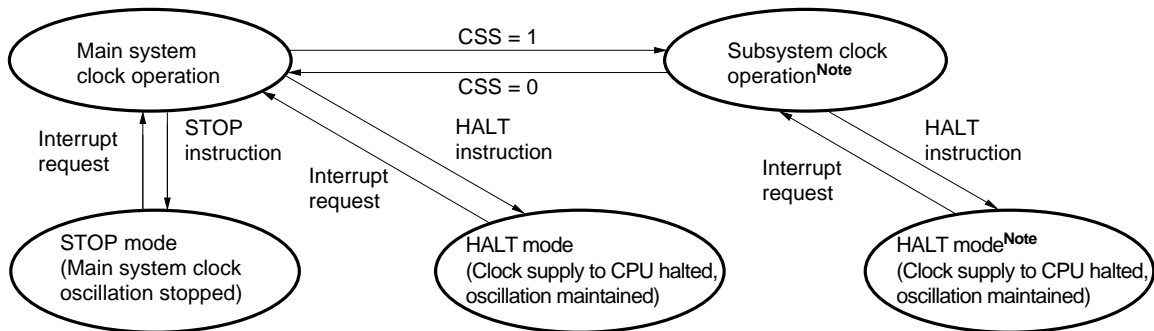 Main system
clock operation
CSS = 1
CSS = 0
Subsystem clock
operationNote
Interrupt
request
STOP
instruction
HALT
instruction
Interrupt
request
HALT
instruction
Interrupt
request
STOP mode
(Main system clock
oscillation stopped)
HALT mode
(Clock supply to CPU halted,
oscillation maintained)
HALT modeNote
(Clock supply to CPU halted,
oscillation maintained)